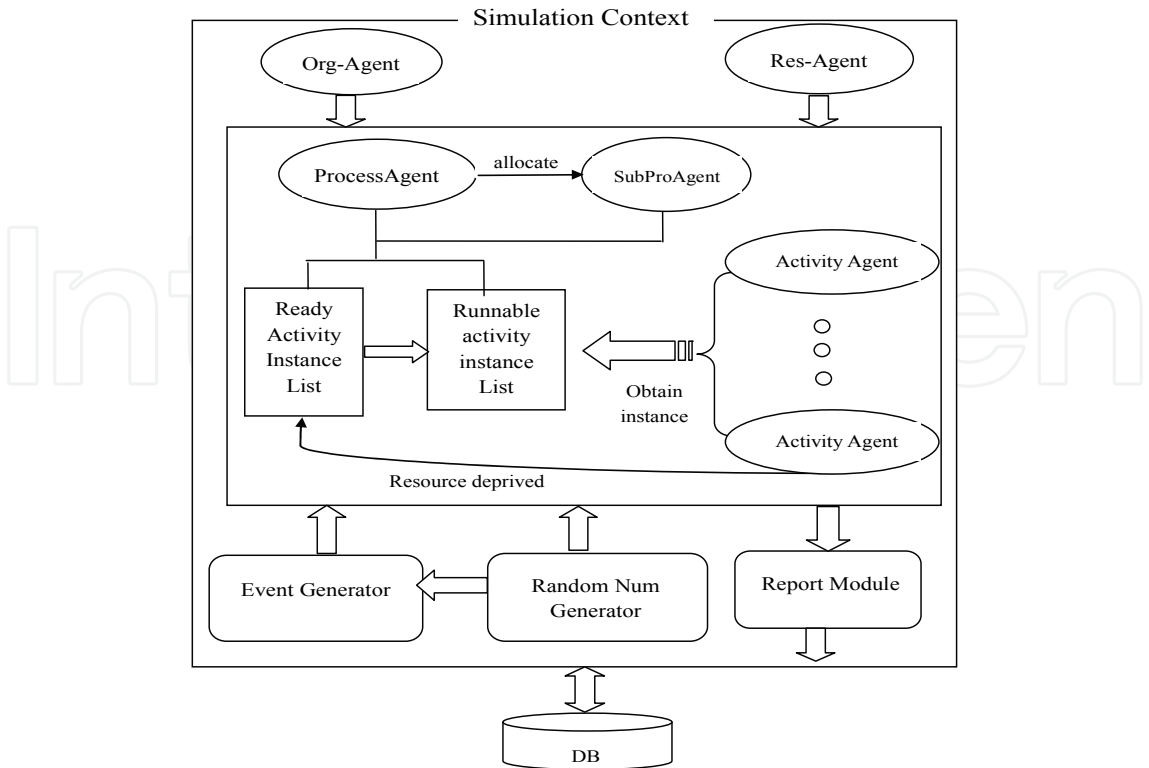 Simulation Context
Org-Agent
Res-Agent
ProcessAgent
allocate
SubProAgent
Activity Agent
Ready
Activity
Instance
List
Runnable
activity
instance
List
Obtain
instance
Activity Agent
Resource deprived
Event Generator
Random Num
Generator
Report Module
DB